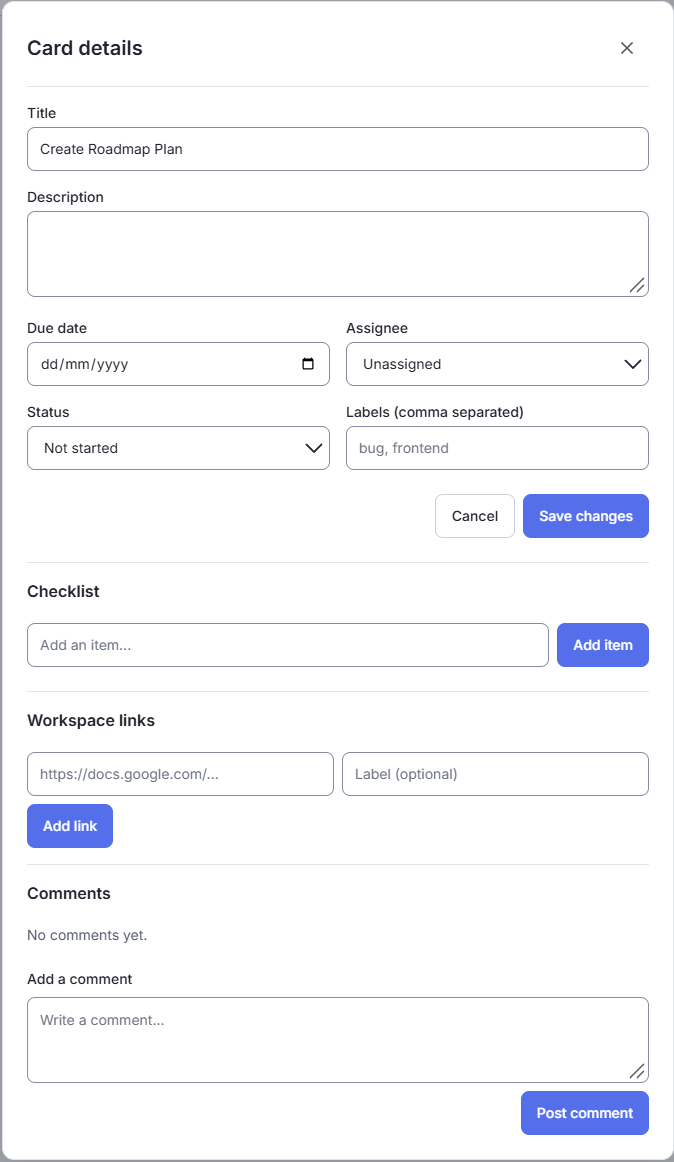 Card details
Title
Create Roadmap Plan
Description
Due date
Assignee
dd/mm/yyyy
Unassigned
Status
Labels (comma separated)
Not started
bug, frontend
Cancel
Save changes
Checklist
Add an item...
Add item
Workspace links
https://docs.google.com/...
Label (optional)
Add link
Comments
No comments yet.
Add a comment
Write a comment...
Post comment